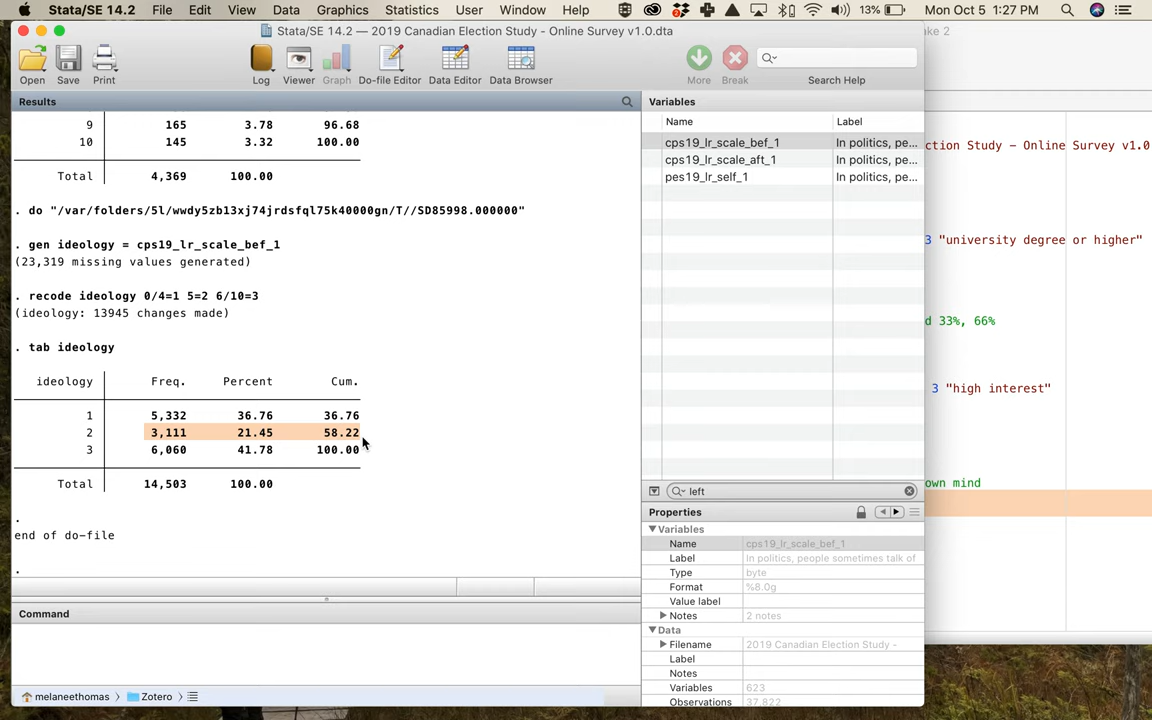 Stata/SE 14.2 File Edit View Data Graphics Statistics User Window Help 13% Mon Oct 5 1:27 PM
Stata/SE 14.2 — 2019 Canadian Election Study - Online Survey v1.0.dta
ake 2
Open Save Print Log Viewer Graph Do-file Editor Data Editor Data Browser More Break Search Help
Results
9 165 3.78 96.68
10 145 3.32 100.00
Total 4,369 100.00
. do "/var/folders/5l/wwdy5zb13xj74jrdsfql75k40000gn/T//SD85998.000000"
. gen ideology = cps19_lr_scale_bef_1
(23,319 missing values generated)
. recode ideology 0/4=1 5=2 6/10=3
(ideology: 13945 changes made)
. tab ideology
ideology Freq. Percent Cum.
1 5,332 36.76 36.76
2 3,111 21.45 58.22
3 6,060 41.78 100.00
Total 14,503 100.00
.
end of do-file
.
Command
melaneethomas > Zotero >
Variables
Name Label
cps19_lr_scale_bef_1 In politics, pe...
cps19_lr_scale_aft_1 In politics, pe...
pes19_lr_self_1 In politics, pe...
left
Properties
Variables
Name cps19_lr_scale_bef_1
Label In politics, people sometimes talk of
Type byte
Format %8.0g
Value label
Notes 2 notes
Data
Filename 2019 Canadian Election Study -
Label
Notes
Variables 623
Observations 37,822
ction Study - Online Survey v1.0
3 "university degree or higher"
d 33%, 66%
3 "high interest"
own mind